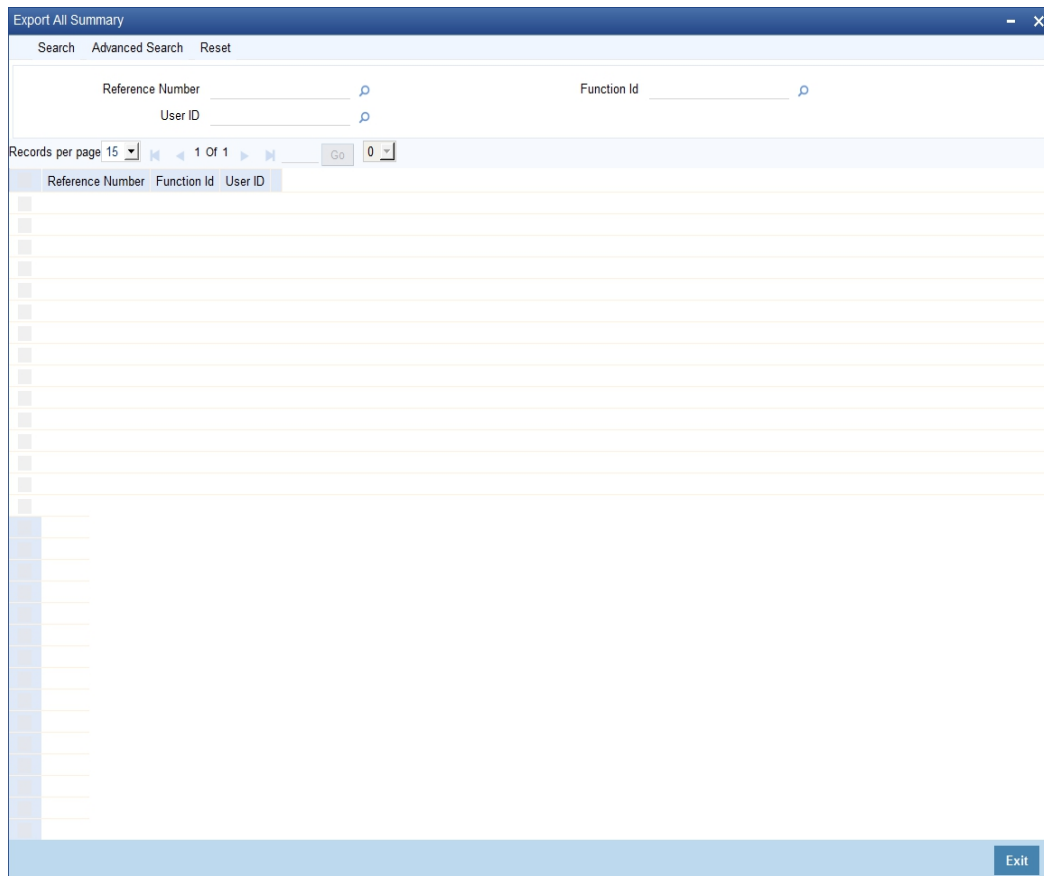 Export All Summary
Search Advanced Search Reset
Reference Number Function Id
User ID
Records per page 15 1 Of 1 Go 0
Reference Number Function Id User ID
Exit